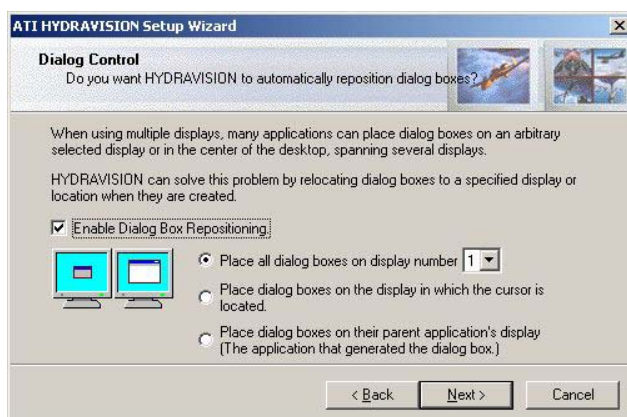 ATI HYDRAVISION Setup Wizard
Dialog Control
Do you want HYDRAVISION to automatically reposition dialog boxes?
When using multiple displays, many applications can place dialog boxes on an arbitrary
selected display or in the center of the desktop, spanning several displays.
HYDRAVISION can solve this problem by relocating dialog boxes to a specified display or
location when they are created.
Enable Dialog Box Repositioning.
Place all dialog boxes on display number 1
Place dialog boxes on the display in which the cursor is
located.
Place dialog boxes on their parent application's display
(The application that generated the dialog box.)
< Back Next > Cancel